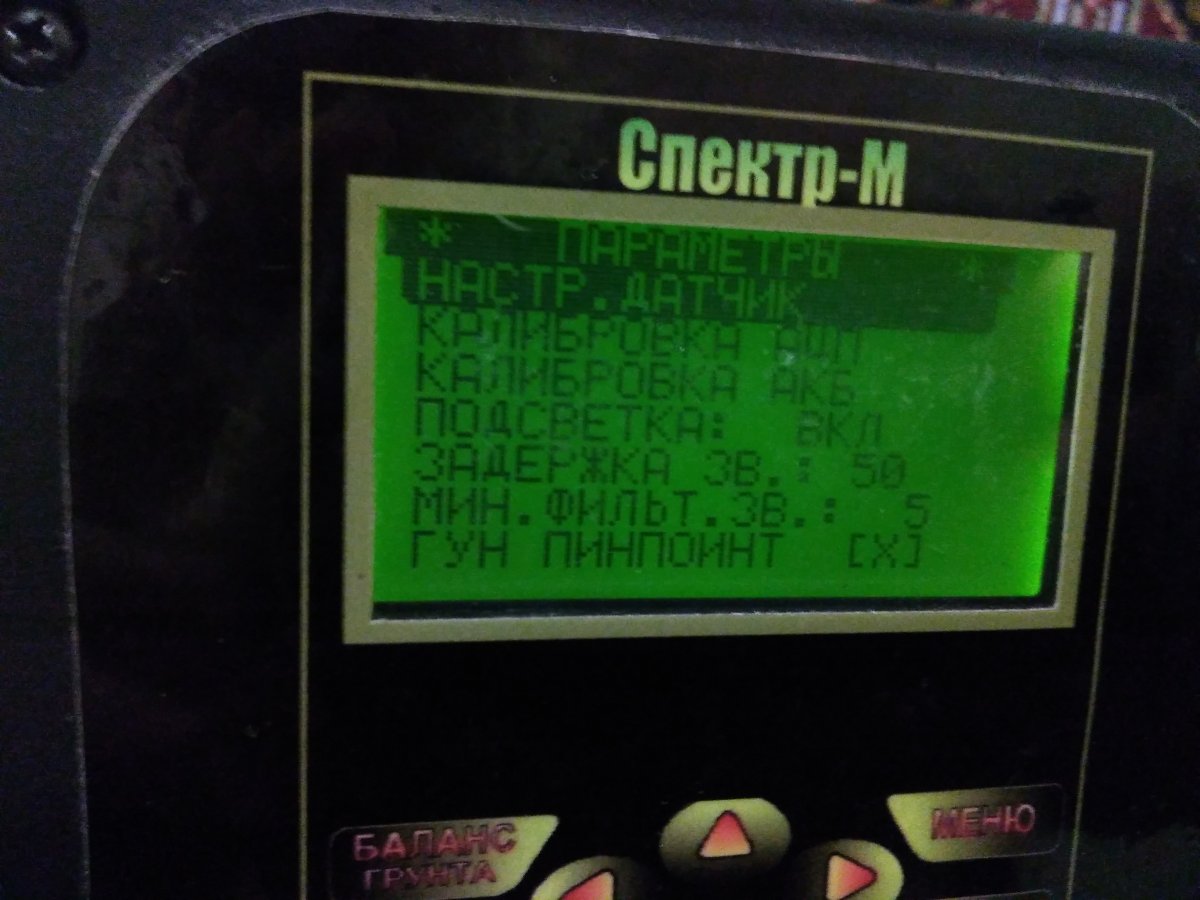 Спектр-М
* ПАРАМЕТРЫ *
НАСТР.ДАТЧИК
КАЛИБРОВКА АЦП
КАЛИБРОВКА АКБ
ПОДСВЕТКА: ВКЛ
ЗАДЕРЖКА ЗВ.: 50
МИН.ФИЛЬТ.ЗВ.: 5
ГУН ПИНПОИНТ [X]
БАЛАНС МЕНЮ
ГРУНТА